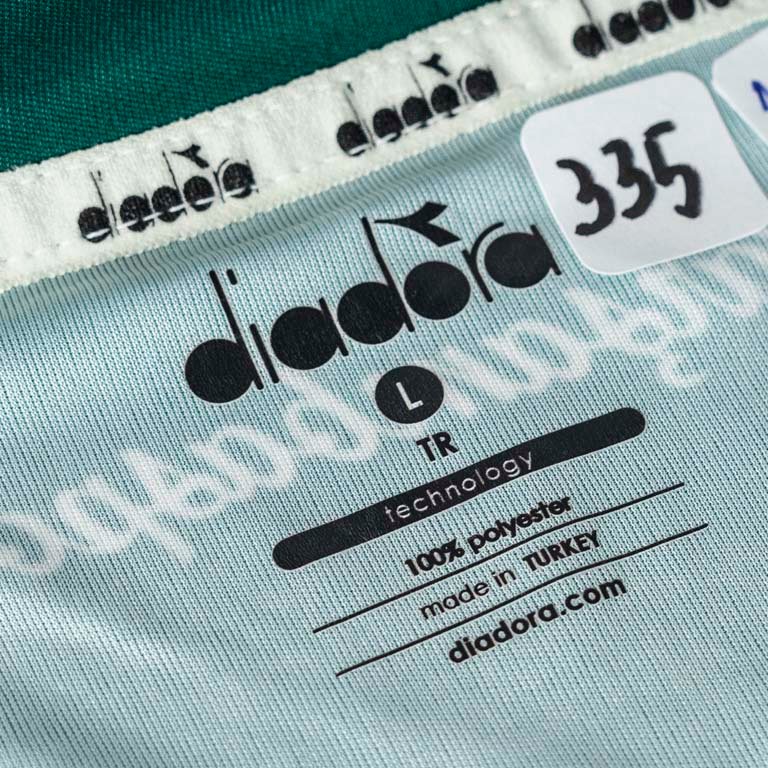 diadora diadora diadora
335
diadora
L
TR
technology
100% polyester
made in TURKEY
diadora.com